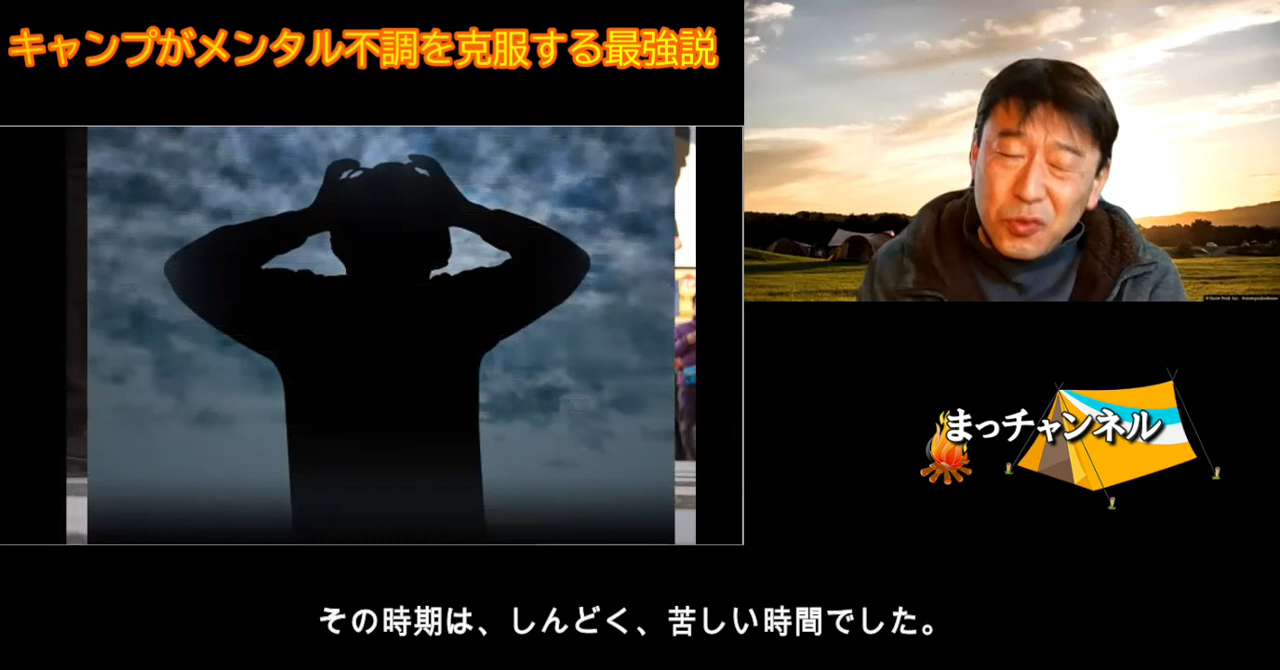 キャンプがメンタル不調を克服する最強説
まっチャンネル
その時期は、しんどく、苦しい時間でした。